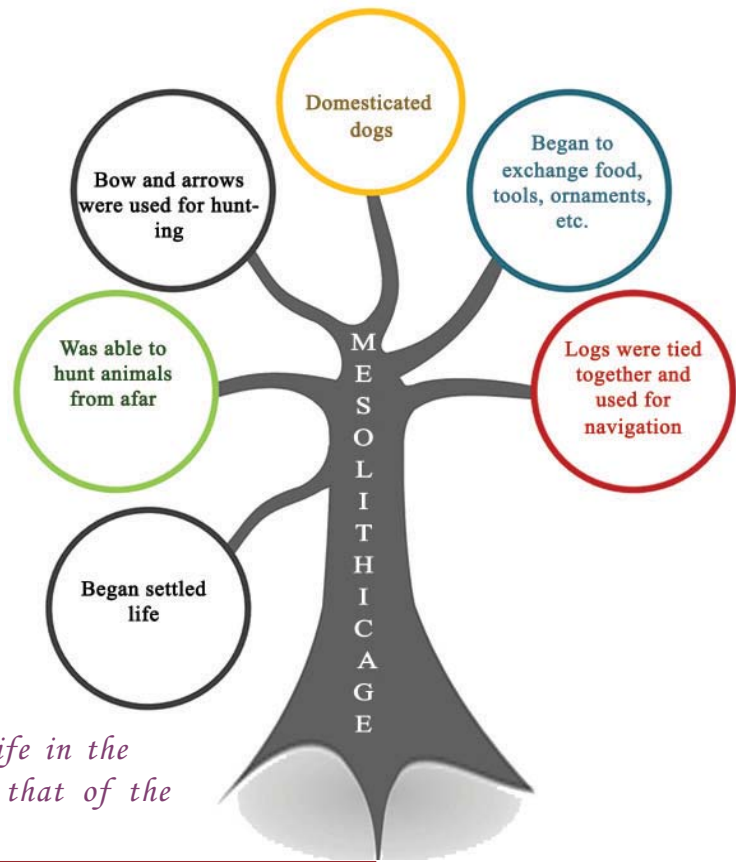 Domesticated
dogs
Began to
exchange food,
tools, ornaments,
etc.
Bow and arrows
were used for hunt-
ing
Was able to
hunt animals
from afar
Logs were tied
together and
used for
navigation
Began settled
life
MESOLITHICAGE
ife in the
that of the